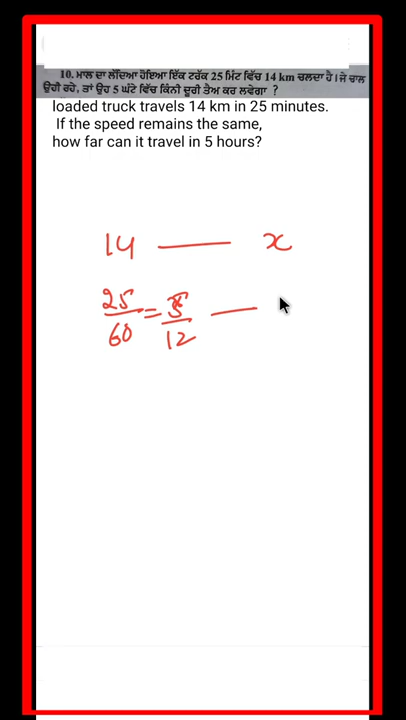 10. ਮਾਲ ਦਾ ਲੱਦਿਆ ਹੋਇਆ ਇੱਕ ਟਰੱਕ 25 ਮਿੰਟ ਵਿੱਚ 14 km ਚਲਦਾ ਹੈ। ਜੇ ਚਾਲ
ਉਹੀ ਰਹੇ, ਤਾਂ ਉਹ 5 ਘੰਟੇ ਵਿੱਚ ਕਿੰਨੀ ਦੂਰੀ ਤੈਅ ਕਰ ਲਵੇਗਾ ?
loaded truck travels 14 km in 25 minutes.
If the speed remains the same,
how far can it travel in 5 hours?
14 — x
25/60 = 5/12 —